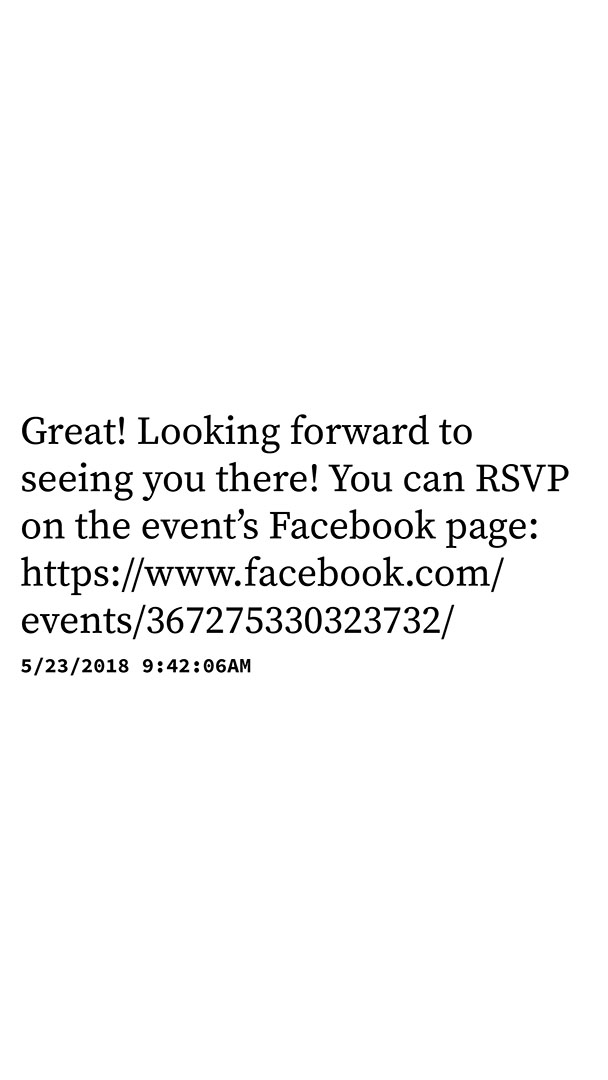 Great! Looking forward to
seeing you there! You can RSVP
on the event’s Facebook page:
https://www.facebook.com/
events/367275330323732/
5/23/2018 9:42:06AM